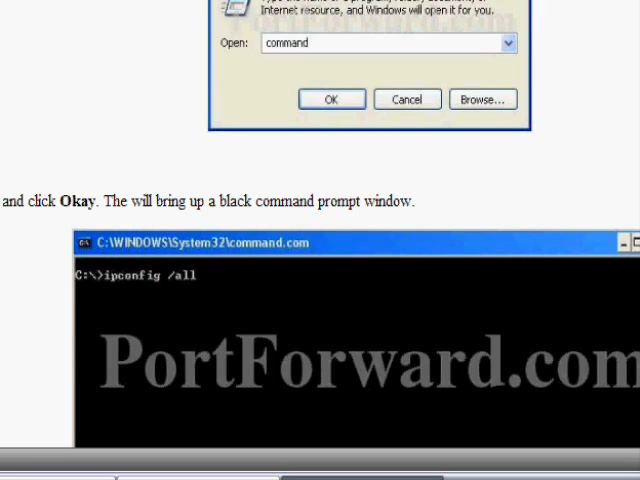 Internet resource, and Windows will open it for you.
Open: command
OK Cancel Browse...
and click Okay. The will bring up a black command prompt window.
C:\WINDOWS\System32\command.com
C:\>ipconfig /all
PortForward.com